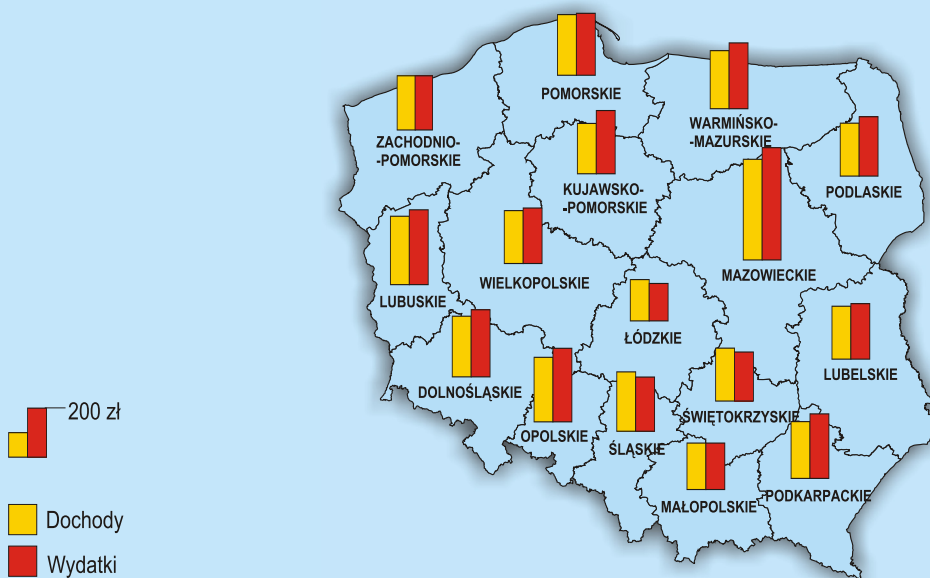 POMORSKIE
WARMIŃSKO-
-MAZURSKIE
ZACHODNIO-
-POMORSKIE
KUJAWSKO-
-POMORSKIE
PODLASKIE
MAZOWIECKIE
WIELKOPOLSKIE
LUBUSKIE
ŁÓDZKIE
LUBELSKIE
DOLNOŚLĄSKIE
ŚWIĘTOKRZYSKIE
OPOLSKIE
ŚLĄSKIE
PODKARPACKIE
MAŁOPOLSKIE
200 zł
Dochody
Wydatki